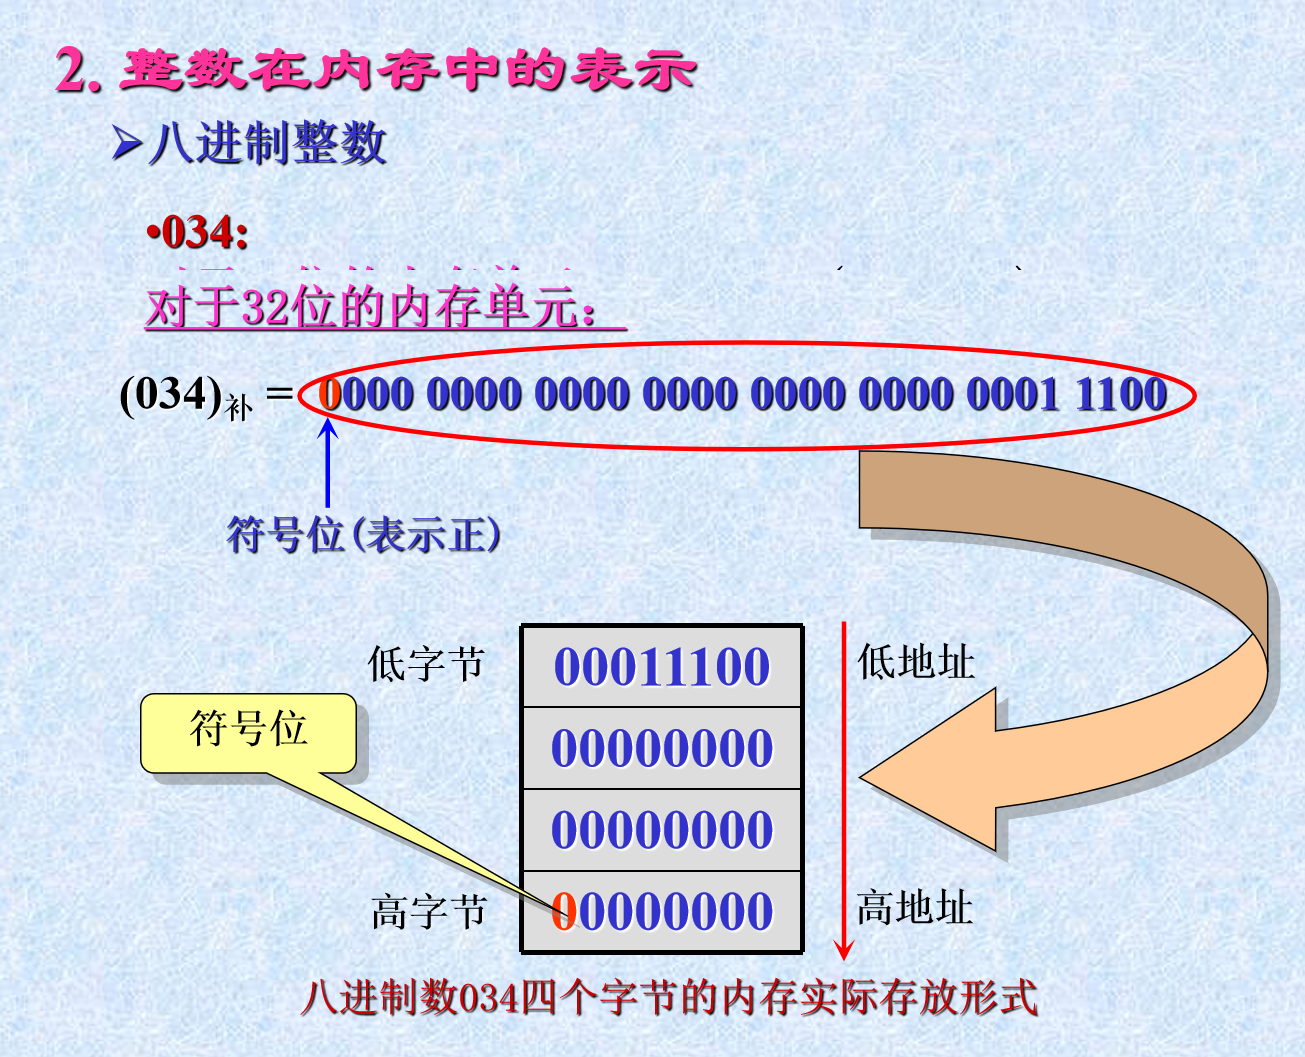 2. 整数在内存中的表示
➢八进制整数
•034:
对于32位的内存单元：
(034)补 = 0000 0000 0000 0000 0000 0000 0001 1100
符号位(表示正)
低字节 00011100 低地址
符号位
00000000
00000000
高字节 00000000 高地址
八进制数034四个字节的内存实际存放形式